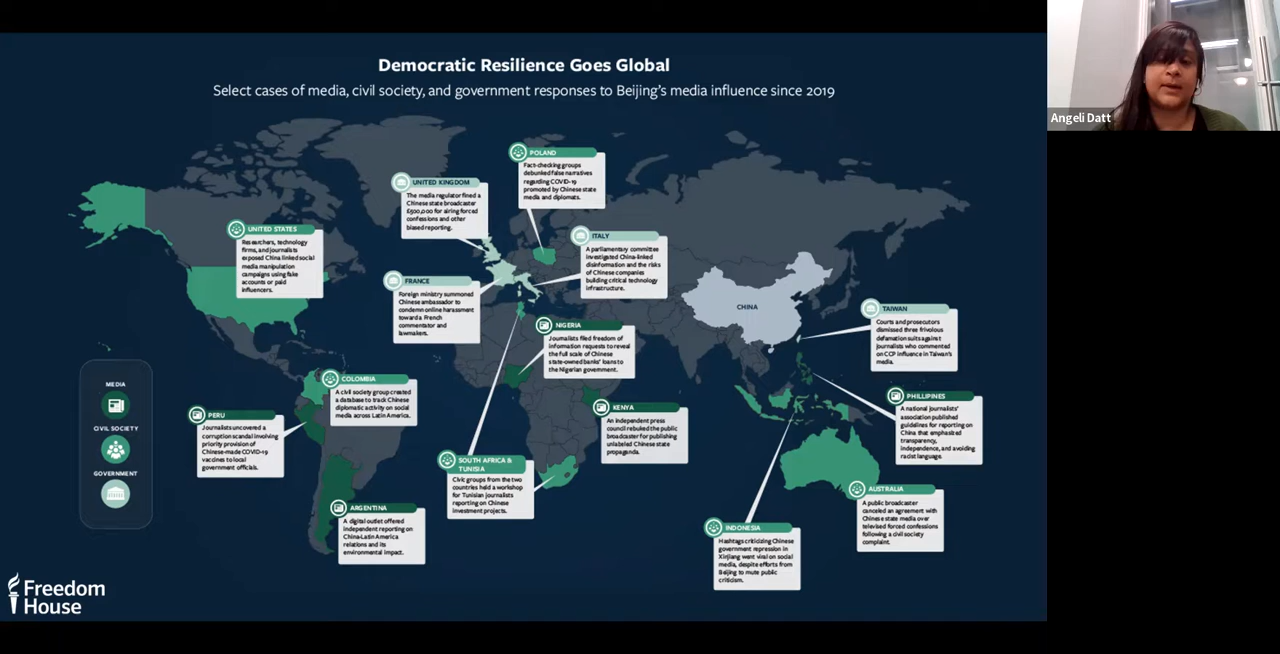 Democratic Resilience Goes Global
Select cases of media, civil society, and government responses to Beijing's media influence since 2019
Angeli Datt
POLAND
Fact-checking groups
debunked false narratives
regarding COVID-19
promoted by Chinese state
media and diplomats.
UNITED KINGDOM
The media regulator fined a
Chinese state broadcaster
£500,000 for airing forced
confessions and other
biased reporting.
UNITED STATES
Researchers, technology
firms, and journalists
exposed China-linked social
media manipulation
campaigns using fake
accounts or paid
influencers.
ITALY
A parliamentary committee
investigated China-linked
disinformation and the risks
of Chinese companies
building critical technology
infrastructure.
FRANCE
Foreign ministry summoned
Chinese ambassador to
condemn online harassment
toward a French
commentator and
lawmakers.
CHINA
TAIWAN
Courts and prosecutors
dismissed three frivolous
defamation suits against
journalists who commented
on CCP influence in Taiwan's
media.
NIGERIA
Journalists filed freedom of
information requests to reveal
the full scale of Chinese
state-owned banks' loans to
the Nigerian government.
COLOMBIA
A civil society group created
a database to track Chinese
diplomatic activity on social
media across Latin America.
MEDIA
CIVIL SOCIETY
GOVERNMENT
PERU
Journalists uncovered a
corruption scandal involving
priority provision of
Chinese-made COVID-19
vaccines to local
government officials.
KENYA
An independent press
council rebuked the public
broadcaster for publishing
unlabeled Chinese state
propaganda.
PHILLIPINES
A national journalists'
association published
guidelines for reporting on
China that emphasized
transparency,
independence, and avoiding
racist language.
SOUTH AFRICA &
TUNISIA
Civic groups from the two
countries held a workshop
for Tunisian journalists
reporting on Chinese
investment projects.
AUSTRALIA
A public broadcaster
canceled an agreement with
Chinese state media over
televised forced confessions
following a civil society
complaint.
ARGENTINA
A digital outlet offered
independent reporting on
China-Latin America
relations and its
environmental impact.
INDONESIA
Hashtags criticizing Chinese
government repression in
Xinjiang went viral on social
media, despite efforts from
Beijing to mute public
criticism.
Freedom
House